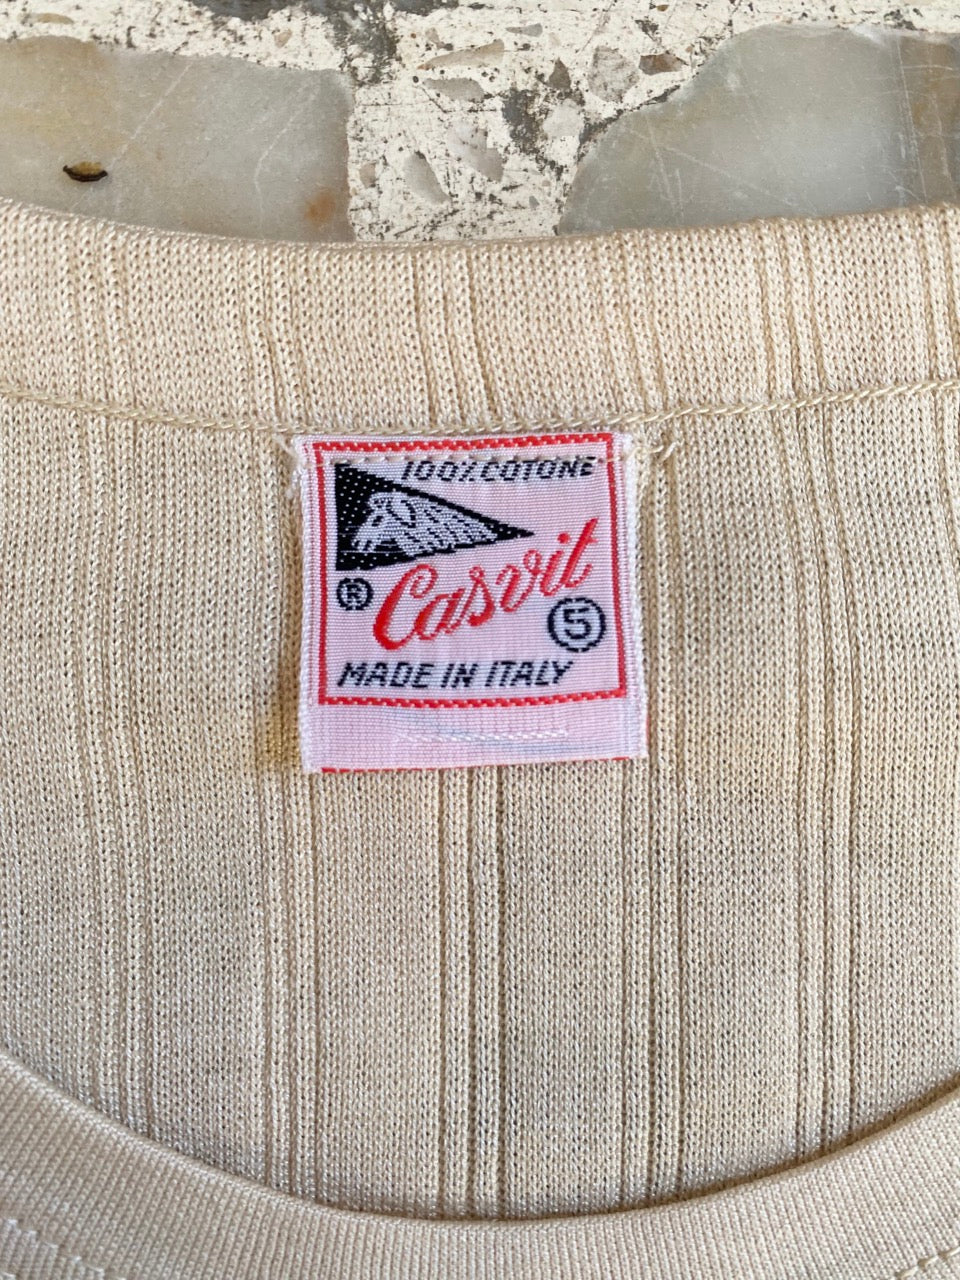 100% COTONE
Casvit
®
5
MADE IN ITALY